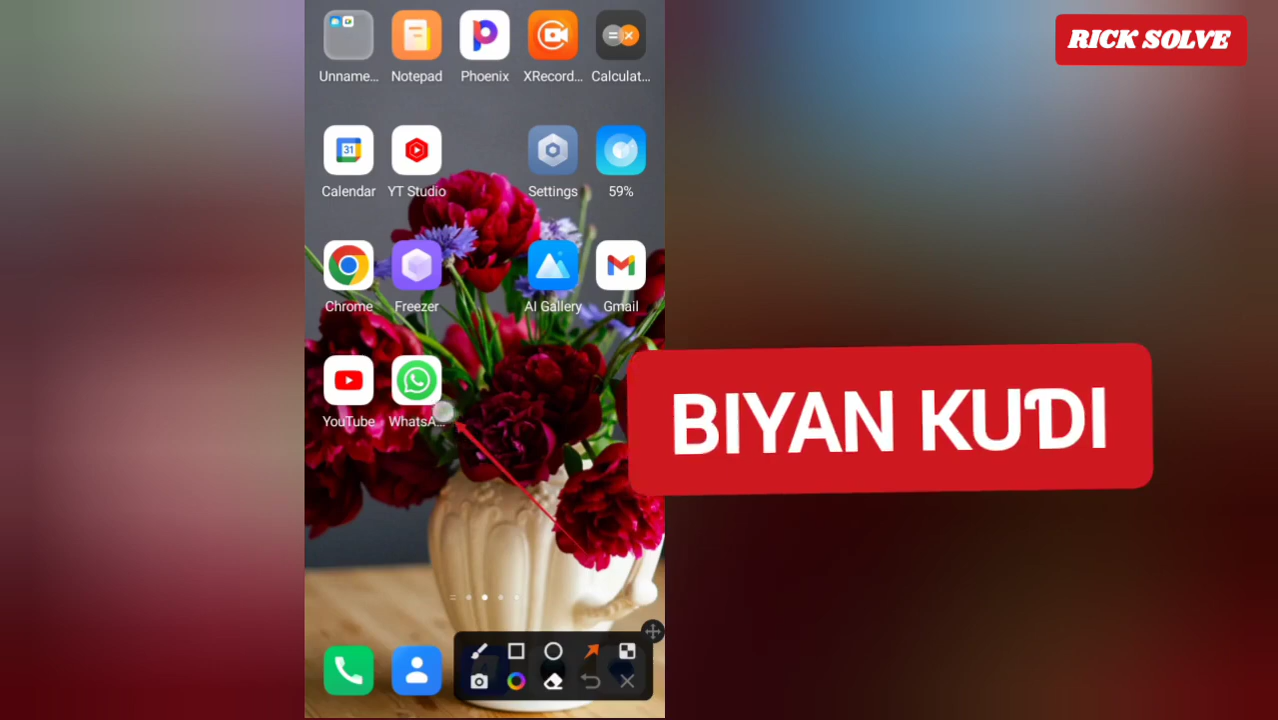 RICK SOLVE
Unname... Notepad Phoenix XRecord... Calculat...
31
Calendar YT Studio Settings 59%
Chrome Freezer AI Gallery Gmail
YouTube WhatsA...
BIYAN KUƊI